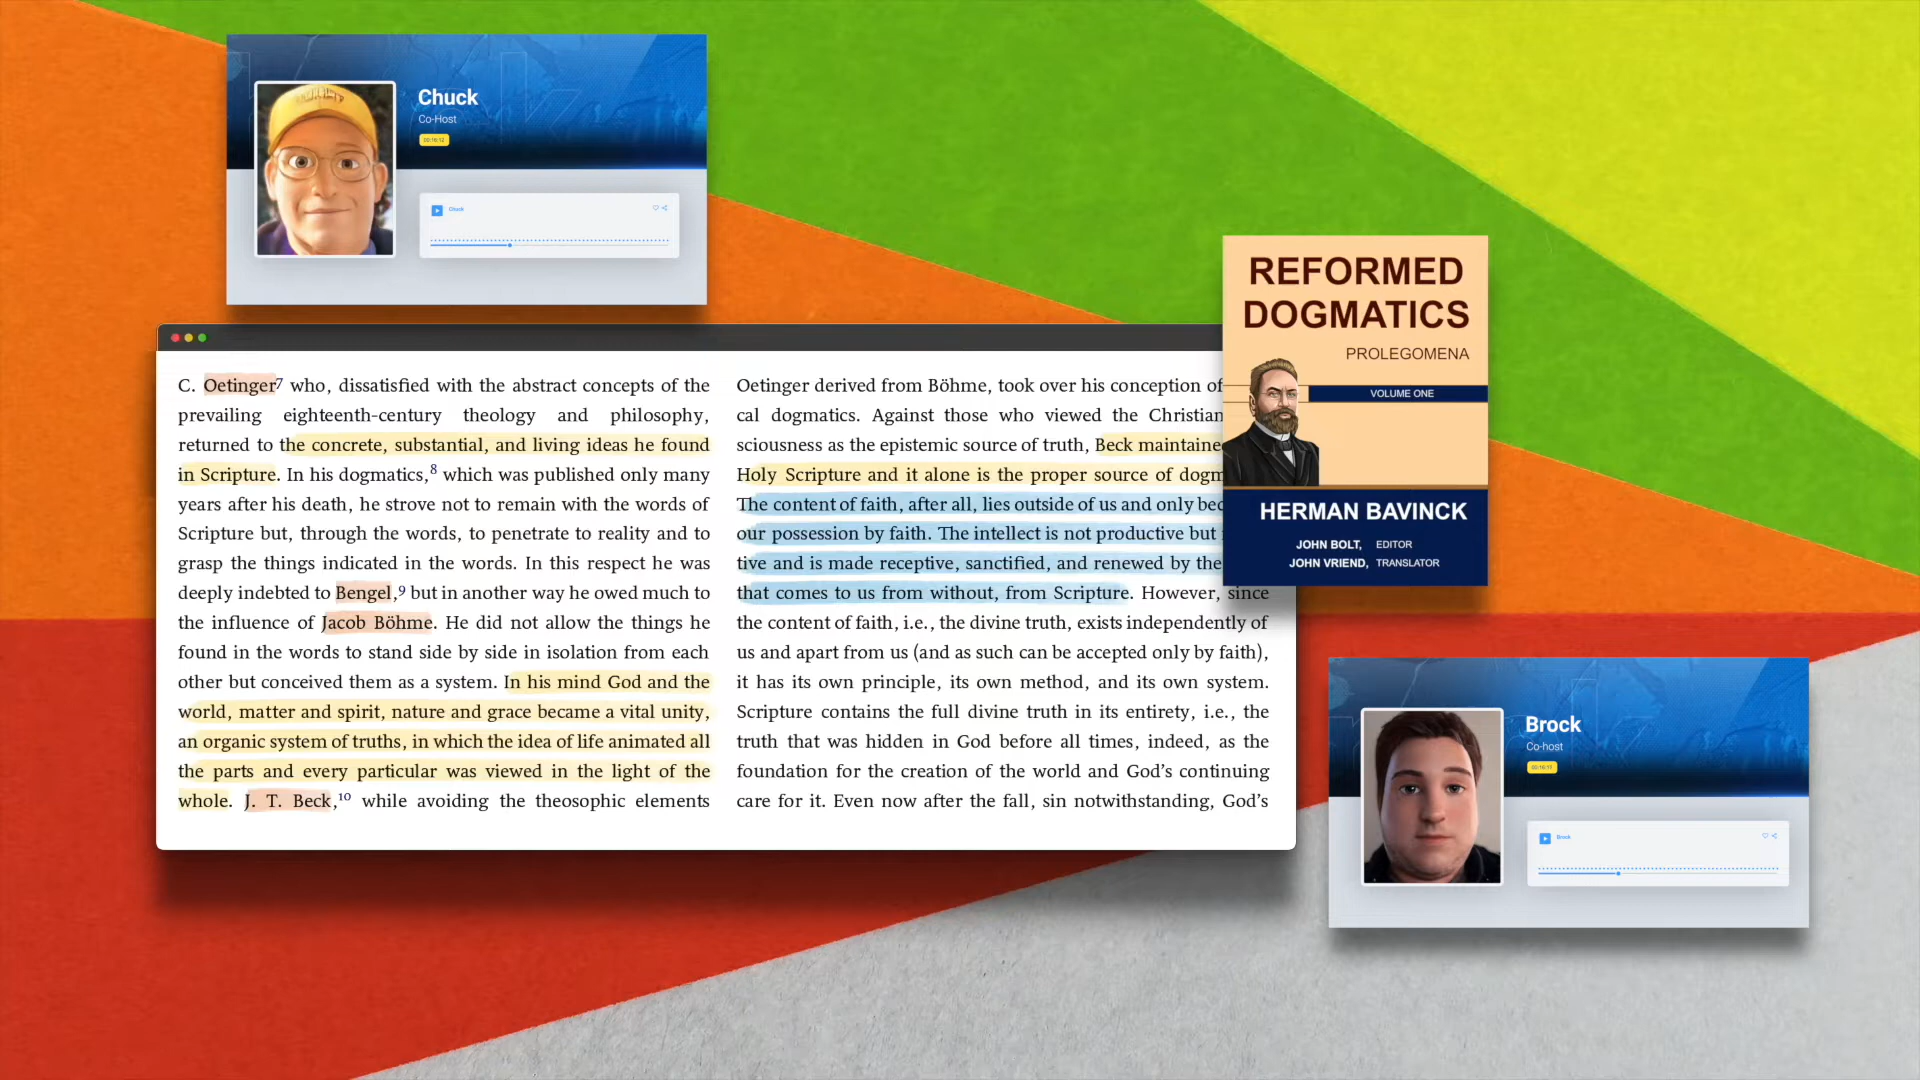 Chuck
Co-Host
00:16:12
Chuck
C. Oetinger7 who, dissatisfied with the abstract concepts of the
prevailing eighteenth-century theology and philosophy,
returned to the concrete, substantial, and living ideas he found
in Scripture. In his dogmatics,8 which was published only many
years after his death, he strove not to remain with the words of
Scripture but, through the words, to penetrate to reality and to
grasp the things indicated in the words. In this respect he was
deeply indebted to Bengel,9 but in another way he owed much to
the influence of Jacob Böhme. He did not allow the things he
found in the words to stand side by side in isolation from each
other but conceived them as a system. In his mind God and the
world, matter and spirit, nature and grace became a vital unity,
an organic system of truths, in which the idea of life animated all
the parts and every particular was viewed in the light of the
whole. J. T. Beck,10 while avoiding the theosophic elements
Oetinger derived from Böhme, took over his conception of
cal dogmatics. Against those who viewed the Christian
sciousness as the epistemic source of truth, Beck maintaine
Holy Scripture and it alone is the proper source of dogm
The content of faith, after all, lies outside of us and only bec
our possession by faith. The intellect is not productive but
tive and is made receptive, sanctified, and renewed by the
that comes to us from without, from Scripture. However, since
the content of faith, i.e., the divine truth, exists independently of
us and apart from us (and as such can be accepted only by faith),
it has its own principle, its own method, and its own system.
Scripture contains the full divine truth in its entirety, i.e., the
truth that was hidden in God before all times, indeed, as the
foundation for the creation of the world and God's continuing
care for it. Even now after the fall, sin notwithstanding, God's
REFORMED
DOGMATICS
PROLEGOMENA
VOLUME ONE
HERMAN BAVINCK
JOHN BOLT, EDITOR
JOHN VRIEND, TRANSLATOR
Brock
Co-host
Brock